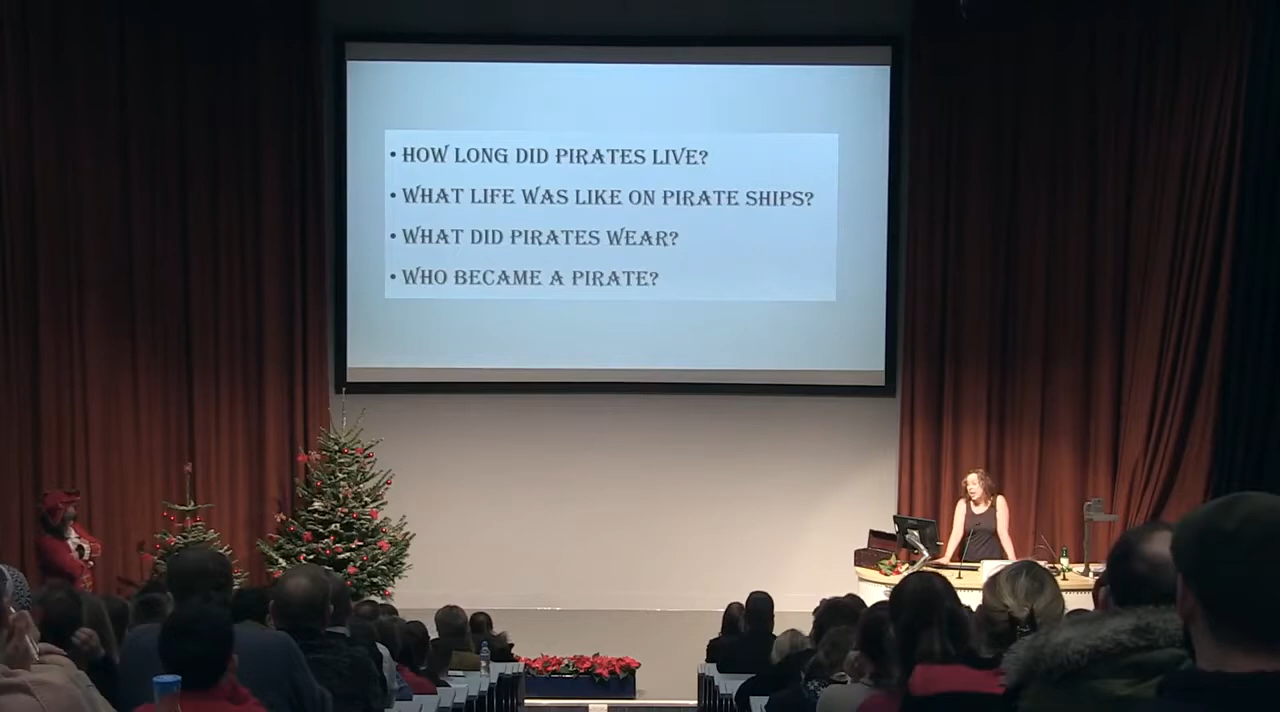 • HOW LONG DID PIRATES LIVE?
• WHAT LIFE WAS LIKE ON PIRATE SHIPS?
• WHAT DID PIRATES WEAR?
• WHO BECAME A PIRATE?